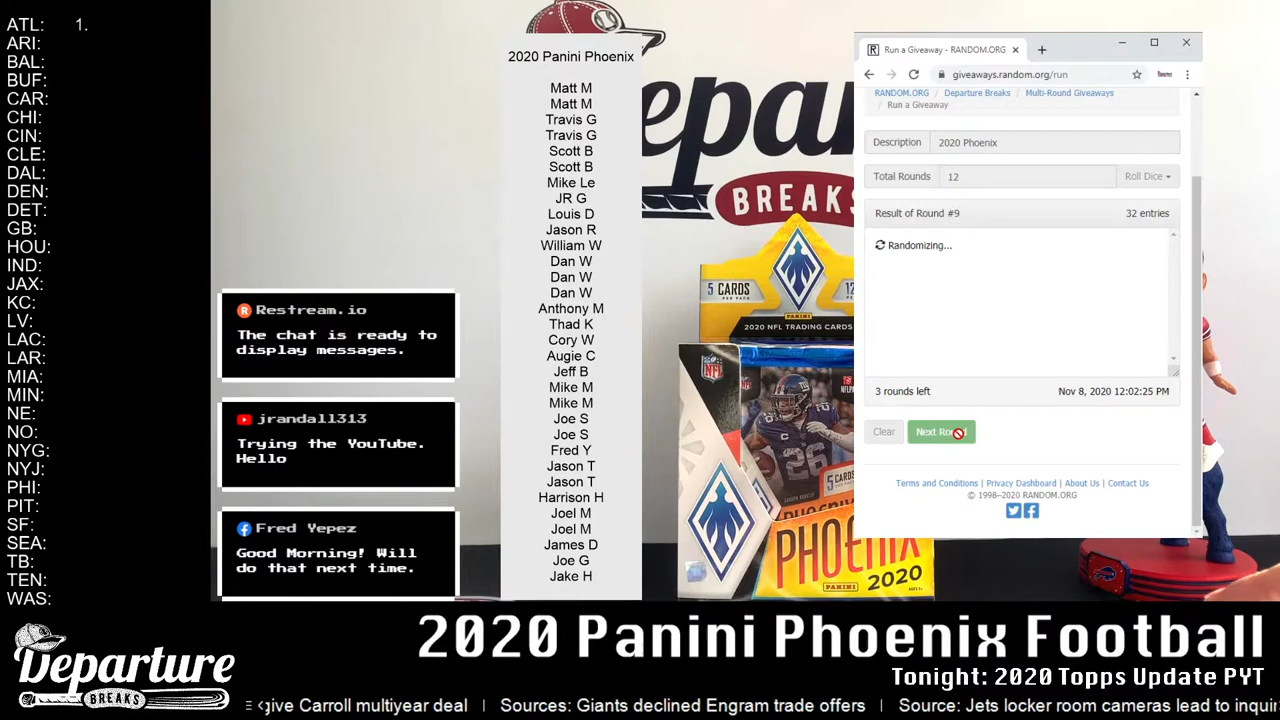 ATL: 1.
ARI:
BAL:
BUF:
CAR:
CHI:
CIN:
CLE:
DAL:
DEN:
DET:
GB:
HOU:
IND:
JAX:
KC:
LV:
LAC:
LAR:
MIA:
MIN:
NE:
NO:
NYG:
NYJ:
PHI:
PIT:
SF:
SEA:
TB:
TEN:
WAS:
Restream.io
The chat is ready to
display messages.
jrandall313
Trying the YouTube.
Hello
Fred Yepez
Good Morning! Will
do that next time.
2020 Panini Phoenix
Matt M
Matt M
Travis G
Travis G
Scott B
Scott B
Mike Le
JR G
Louis D
Jason R
William W
Dan W
Dan W
Dan W
Anthony M
Thad K
Cory W
Augie C
Jeff B
Mike M
Mike M
Joe S
Joe S
Fred Y
Jason T
Jason T
Harrison H
Joel M
Joel M
James D
Joe G
Jake H
BREAKS
5 CARDS
PER PACK
PANINI
2020 NFL TRADING CARDS
NFL
26
5 CARDS
PHOENIX
PANINI
2020
Run a Giveaway - RANDOM.ORG
giveaways.random.org/run
RANDOM.ORG / Departure Breaks / Multi-Round Giveaways
/ Run a Giveaway
Description 2020 Phoenix
Total Rounds 12 Roll Dice
Result of Round #9 32 entries
Randomizing...
3 rounds left Nov 8, 2020 12:02:25 PM
Clear
Terms and Conditions | Privacy Dashboard | About Us | Contact Us
© 1998–2020 RANDOM.ORG
2020 Panini Phoenix Football
Tonight: 2020 Topps Update PYT
Departure
BREAKS
give Carroll multiyear deal | Sources: Giants declined Engram trade offers | Source: Jets locker room cameras lead to